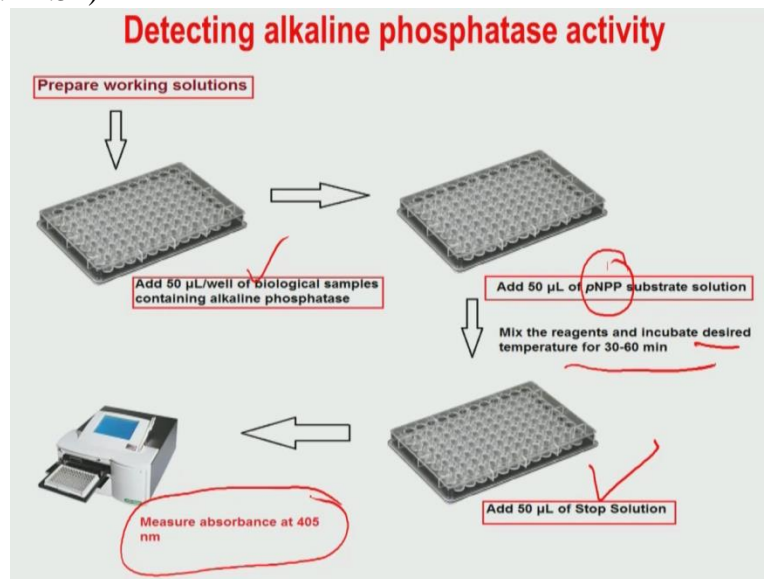 Detecting alkaline phosphatase activity
Prepare working solutions
Add 50 µL/well of biological samples
containing alkaline phosphatase
Add 50 µL of pNPP substrate solution
Mix the reagents and incubate desired
temperature for 30-60 min
Add 50 µL of Stop Solution
Measure absorbance at 405
nm